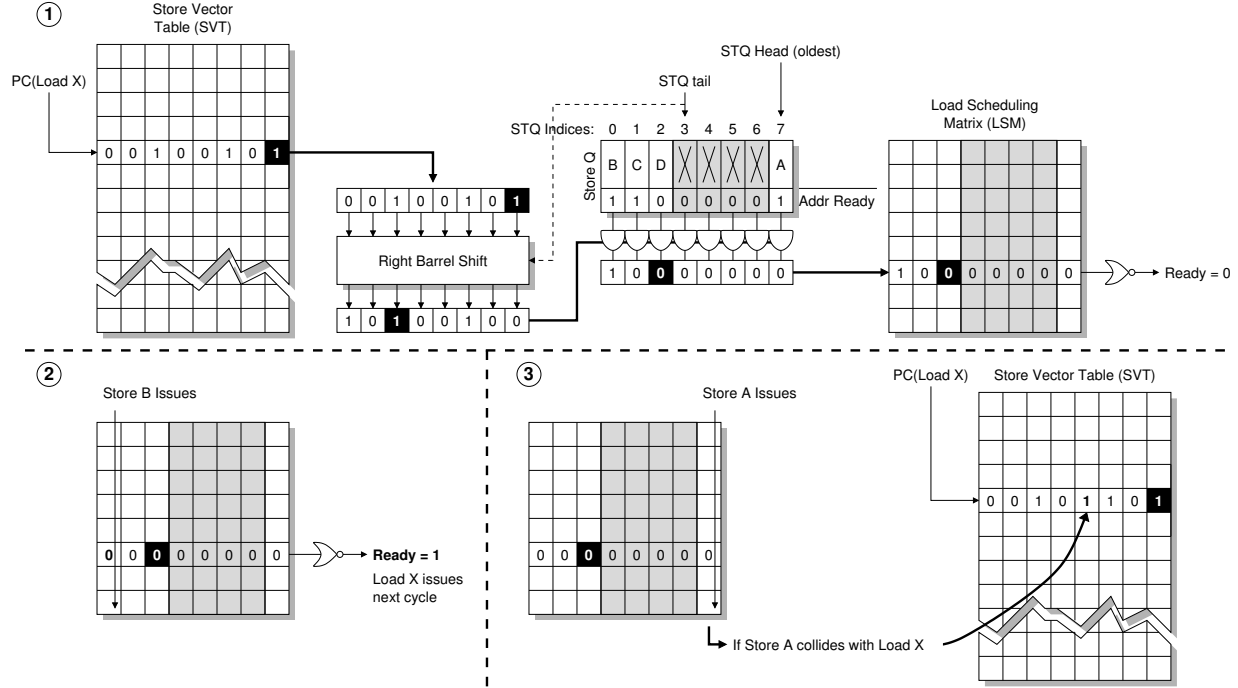 1
Store Vector
Table (SVT)
PC(Load X)
0 0 1 0 0 1 0 1
0 0 1 0 0 1 0 1
Right Barrel Shift
1 0 1 0 0 1 0 0
STQ Head (oldest)
STQ tail
STQ Indices: 0 1 2 3 4 5 6 7
Store Q
B C D X X X X A
1 1 0 0 0 0 0 1 Addr Ready
1 0 0 0 0 0 0 0
Load Scheduling
Matrix (LSM)
1 0 0 0 0 0 0 0
Ready = 0
2
Store B Issues
0 0 0 0 0 0 0 0
Ready = 1
Load X issues
next cycle
3
Store A Issues
0 0 0 0 0 0 0 0
If Store A collides with Load X
PC(Load X)
Store Vector Table (SVT)
0 0 1 0 1 1 0 1